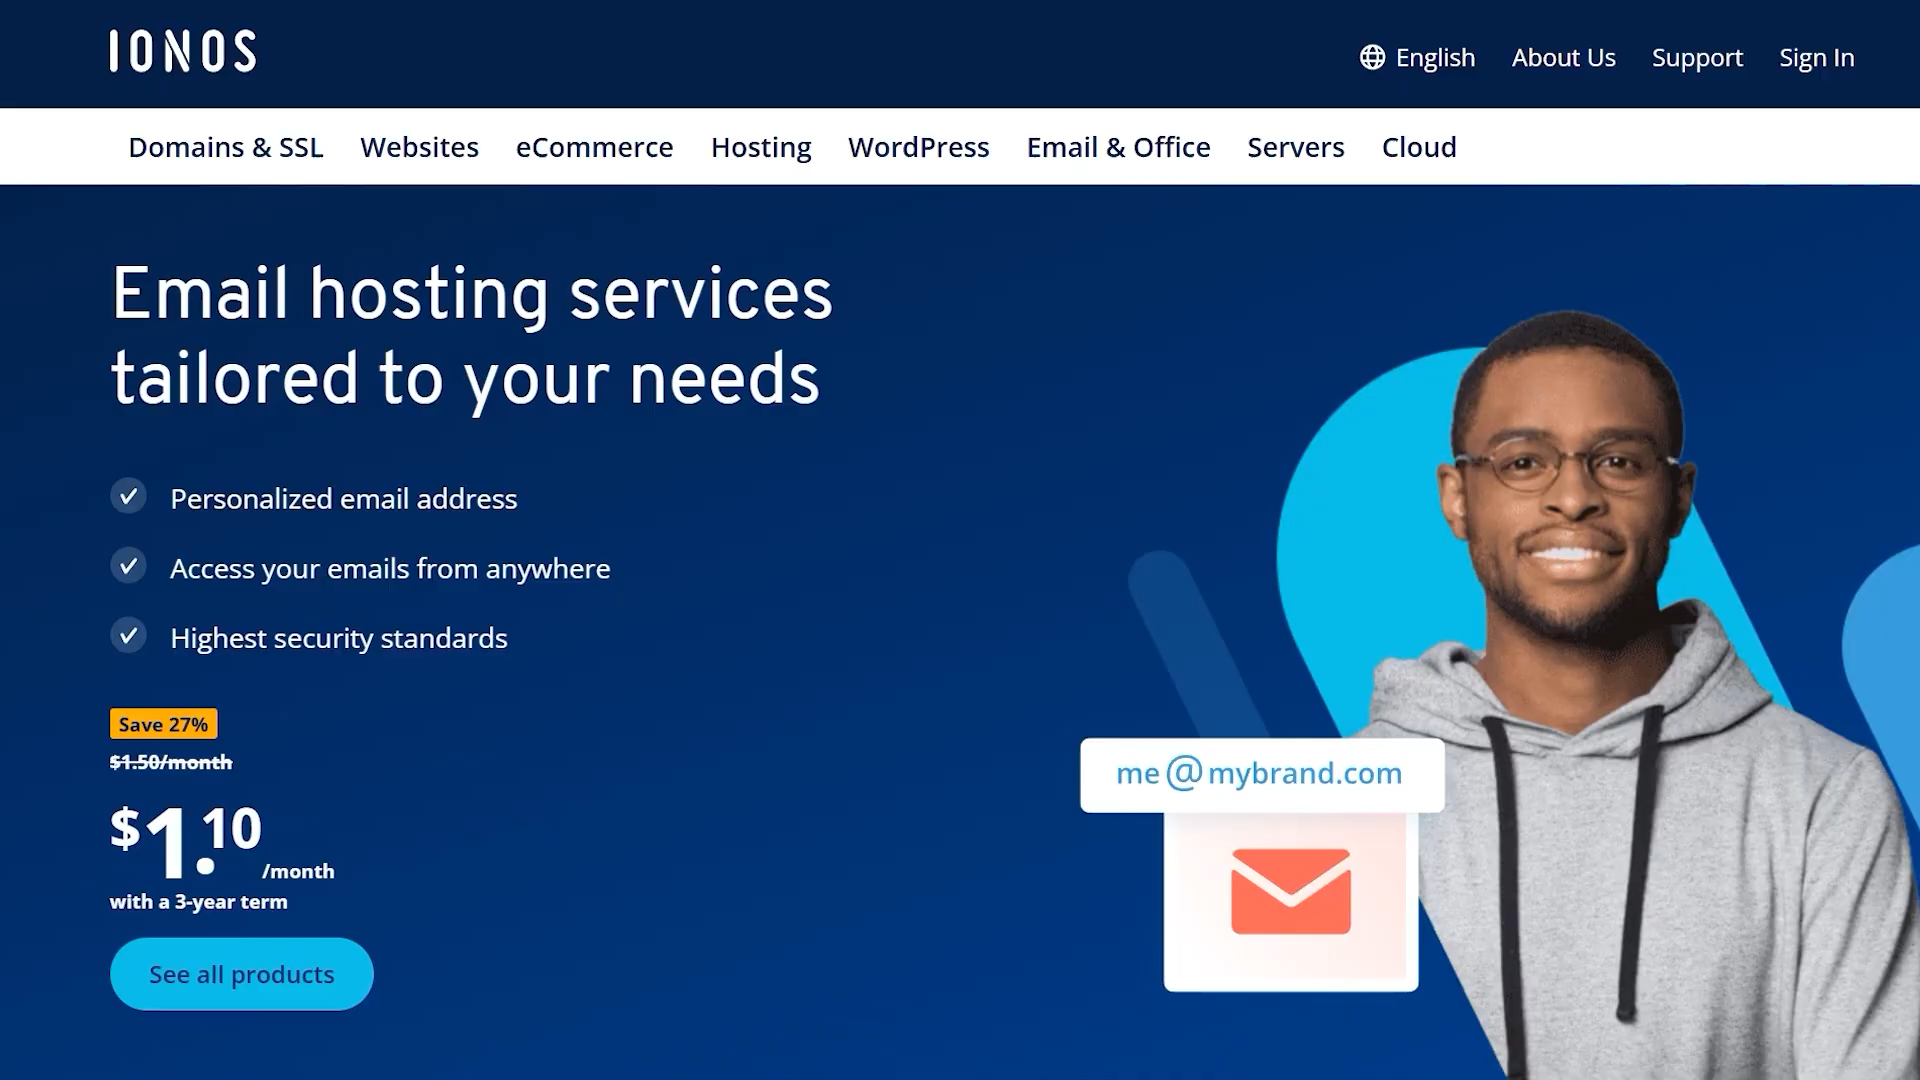 IONOS
English About Us Support Sign In
Domains & SSL Websites eCommerce Hosting WordPress Email & Office Servers Cloud
Email hosting services
tailored to your needs
Personalized email address
Access your emails from anywhere
Highest security standards
Save 27%
$1.50/month
$1.10 /month
with a 3-year term
See all products
me@mybrand.com